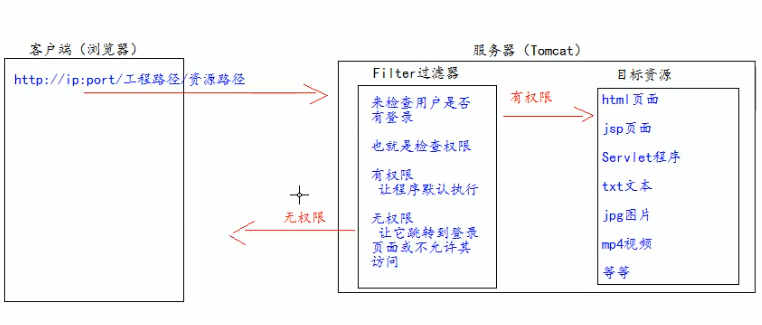 客户端（浏览器）
http://ip:port/工程路径/资源路径
服务器（Tomcat）
Filter过滤器
来检查用户是否
有登录
也就是检查权限
有权限
让程序默认执行
无权限
让它跳转到登录
页面或不允许其
访问
有权限
无权限
目标资源
html页面
jsp页面
Servlet程序
txt文本
jpg图片
mp4视频
等等